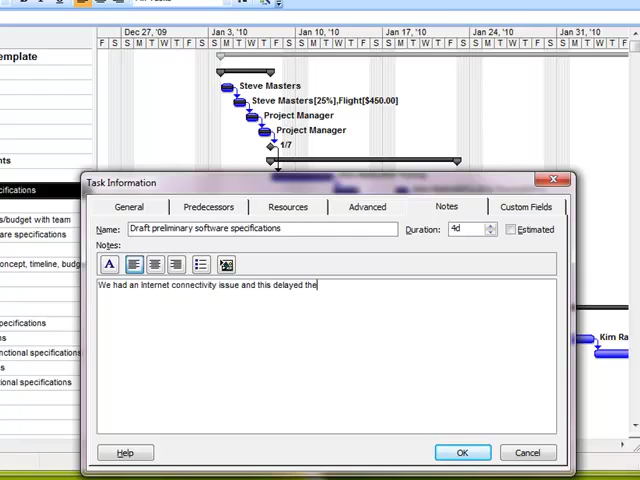 Dec 27, '09 Jan 3, '10 Jan 10, '10 Jan 17, '10 Jan 24, '10 Jan 31, '10
F S S M T W T F S S M T W T F S S M T W T F S S M T W T F S S M T W T F S S M T W T F S
emplate
Steve Masters
Steve Masters[25%],Flight[$450.00]
Project Manager
Project Manager
1/7
nts
Task Information
cifications
General Predecessors Resources Advanced Notes Custom Fields
s/budget with team
Name: Draft preliminary software specifications Duration: 4d Estimated
are specifications
Notes:
concept, timeline, budg
A
We had an Internet connectivity issue and this delayed the
pecifications
Kim Ra
nctional specifications
s
ional specifications
Help OK Cancel